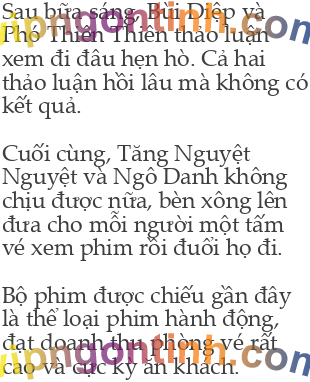 Sau bữa sáng, Bùi Diệp và
Phó Thiên Thiên thảo luận
xem đi đâu hẹn hò. Cả hai
thảo luận hồi lâu mà không có
kết quả.
Cuối cùng, Tăng Nguyệt
Nguyệt và Ngô Danh không
chịu được nữa, bèn xông lên
đưa cho mỗi người một tấm
vé xem phim rồi đuổi họ đi.
Bộ phim được chiếu gần đây
là thể loại phim hành động,
đạt doanh thu phòng vé rất
cao và cực kỳ ăn khách.